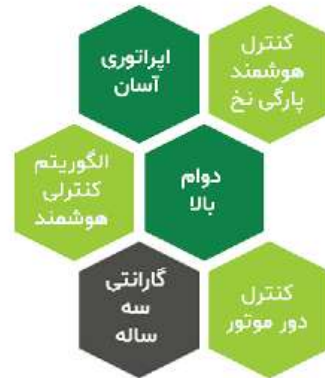 کنترل
هوشمند
پارگی نخ
اپراتوری
آسان
دوام
بالا
الگوریتم
کنترلی
هوشمند
کنترل
دور موتور
گارانتی
سه
ساله